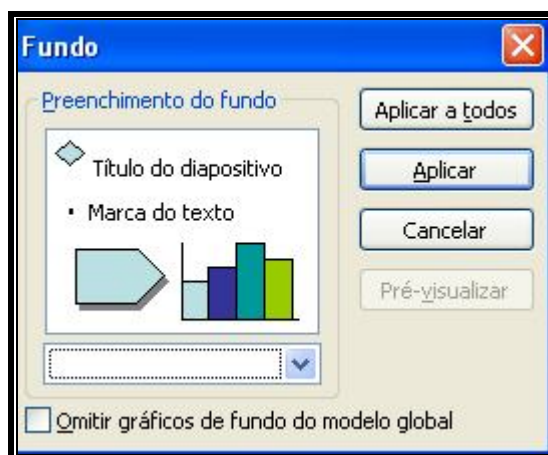 Fundo
Preenchimento do fundo
Título do diapositivo
• Marca do texto
Omitir gráficos de fundo do modelo global
Aplicar a todos
Aplicar
Cancelar
Pré-visualizar